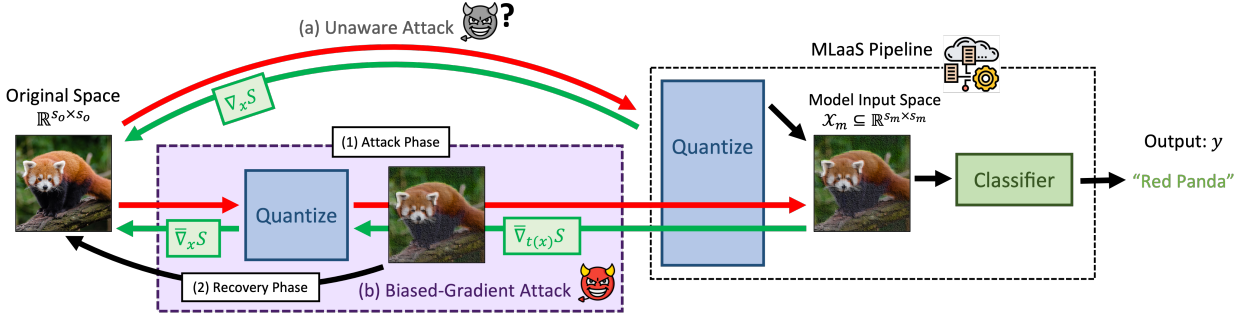 (a) Unaware Attack
?
MLaaS Pipeline
Original Space
ℝ^{s_o×s_o}
∇_x S
(1) Attack Phase
Quantize
Quantize
Model Input Space
𝒳_m ⊆ ℝ^{s_m×s_m}
Classifier
Output: y
"Red Panda"
∇̅_x S
∇̅_{t(x)} S
(2) Recovery Phase
(b) Biased-Gradient Attack